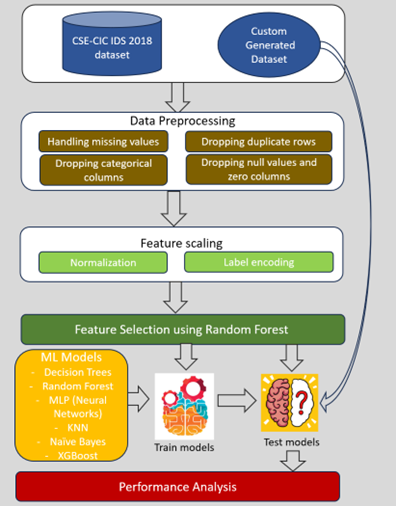 CSE-CIC IDS 2018
dataset
Custom
Generated
Dataset
Data Preprocessing
Handling missing values
Dropping duplicate rows
Dropping categorical
columns
Dropping null values and
zero columns
Feature scaling
Normalization
Label encoding
Feature Selection using Random Forest
ML Models
- Decision Trees
- Random Forest
- MLP (Neural
Networks)
- KNN
- Naïve Bayes
- XGBoost
?
Train models
Test models
Performance Analysis